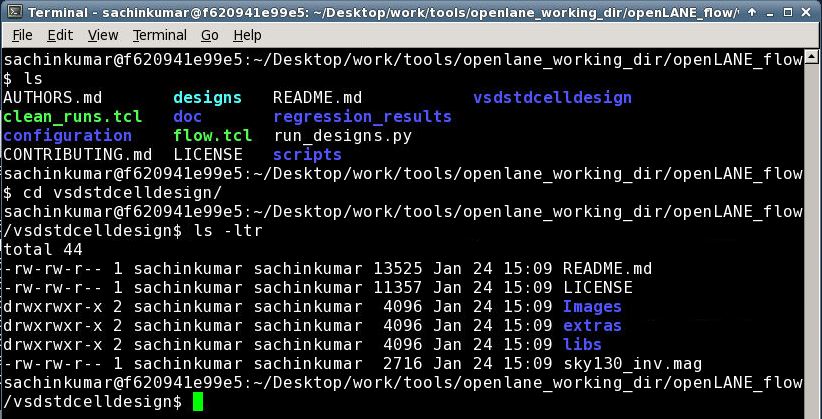 Terminal - sachinkumar@f620941e99e5: ~/Desktop/work/tools/openlane_working_dir/openLANE_flow/
File Edit View Terminal Go Help
sachinkumar@f620941e99e5:~/Desktop/work/tools/openlane_working_dir/openLANE_flow
$ ls
AUTHORS.md designs README.md vsdstdcelldesign
clean_runs.tcl doc regression_results
configuration flow.tcl run_designs.py
CONTRIBUTING.md LICENSE scripts
sachinkumar@f620941e99e5:~/Desktop/work/tools/openlane_working_dir/openLANE_flow
$ cd vsdstdcelldesign/
sachinkumar@f620941e99e5:~/Desktop/work/tools/openlane_working_dir/openLANE_flow
/vsdstdcelldesign$ ls -ltr
total 44
-rw-rw-r-- 1 sachinkumar sachinkumar 13525 Jan 24 15:09 README.md
-rw-rw-r-- 1 sachinkumar sachinkumar 11357 Jan 24 15:09 LICENSE
drwxrwxr-x 2 sachinkumar sachinkumar 4096 Jan 24 15:09 Images
drwxrwxr-x 2 sachinkumar sachinkumar 4096 Jan 24 15:09 extras
drwxrwxr-x 2 sachinkumar sachinkumar 4096 Jan 24 15:09 libs
-rw-rw-r-- 1 sachinkumar sachinkumar 2716 Jan 24 15:09 sky130_inv.mag
sachinkumar@f620941e99e5:~/Desktop/work/tools/openlane_working_dir/openLANE_flow
/vsdstdcelldesign$